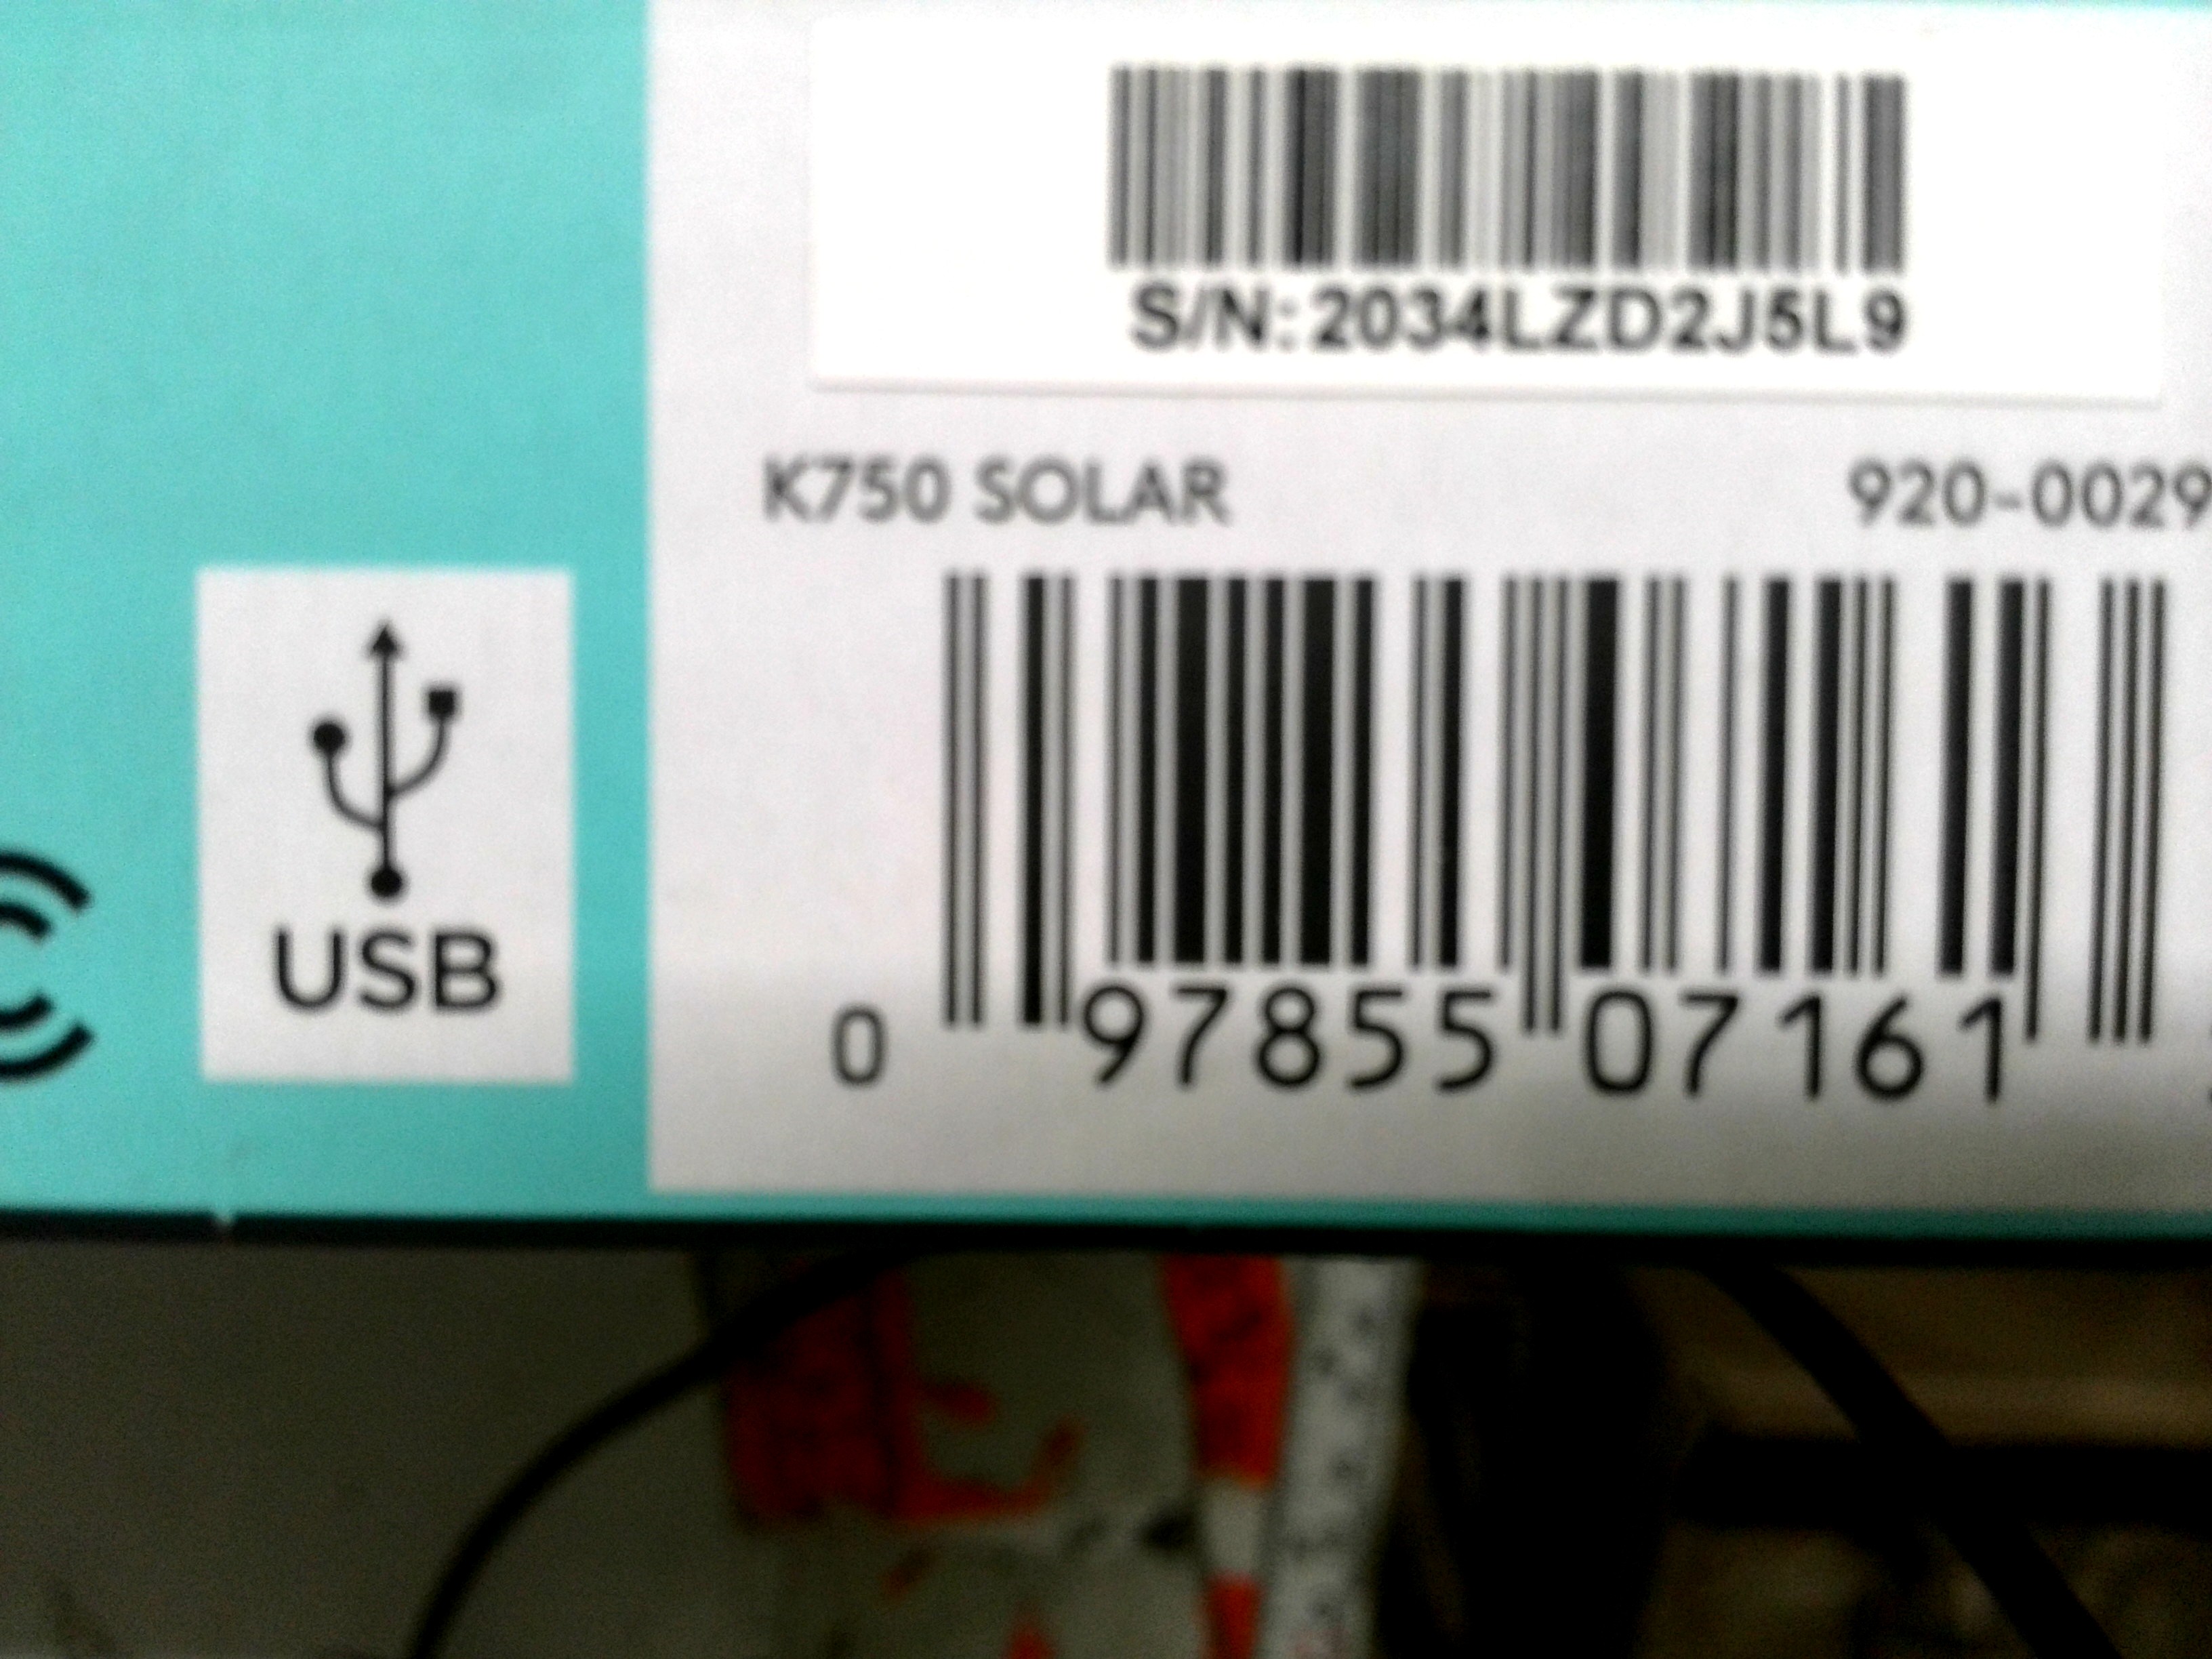 S/N: 2034LZD2J5L9
K750 SOLAR 920-0029
USB
0 97855 07161